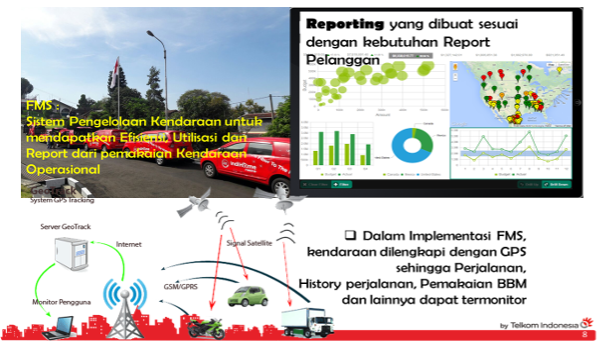 Reporting yang dibuat sesuai
dengan kebutuhan Report
Pelanggan
FMS :
Sistem Pengelolaan Kendaraan untuk
mendapatkan Efisiensi, Utilisasi dan
Report dari pemakaian Kendaraan
Operasional
System GPS Tracking
Server GeoTrack
Internet
Signal Satellite
GSM/GPRS
Monitor Pengguna
❑ Dalam Implementasi FMS,
kendaraan dilengkapi dengan GPS
sehingga Perjalanan,
History perjalanan, Pemakaian BBM
dan lainnya dapat termonitor
by Telkom Indonesia
8